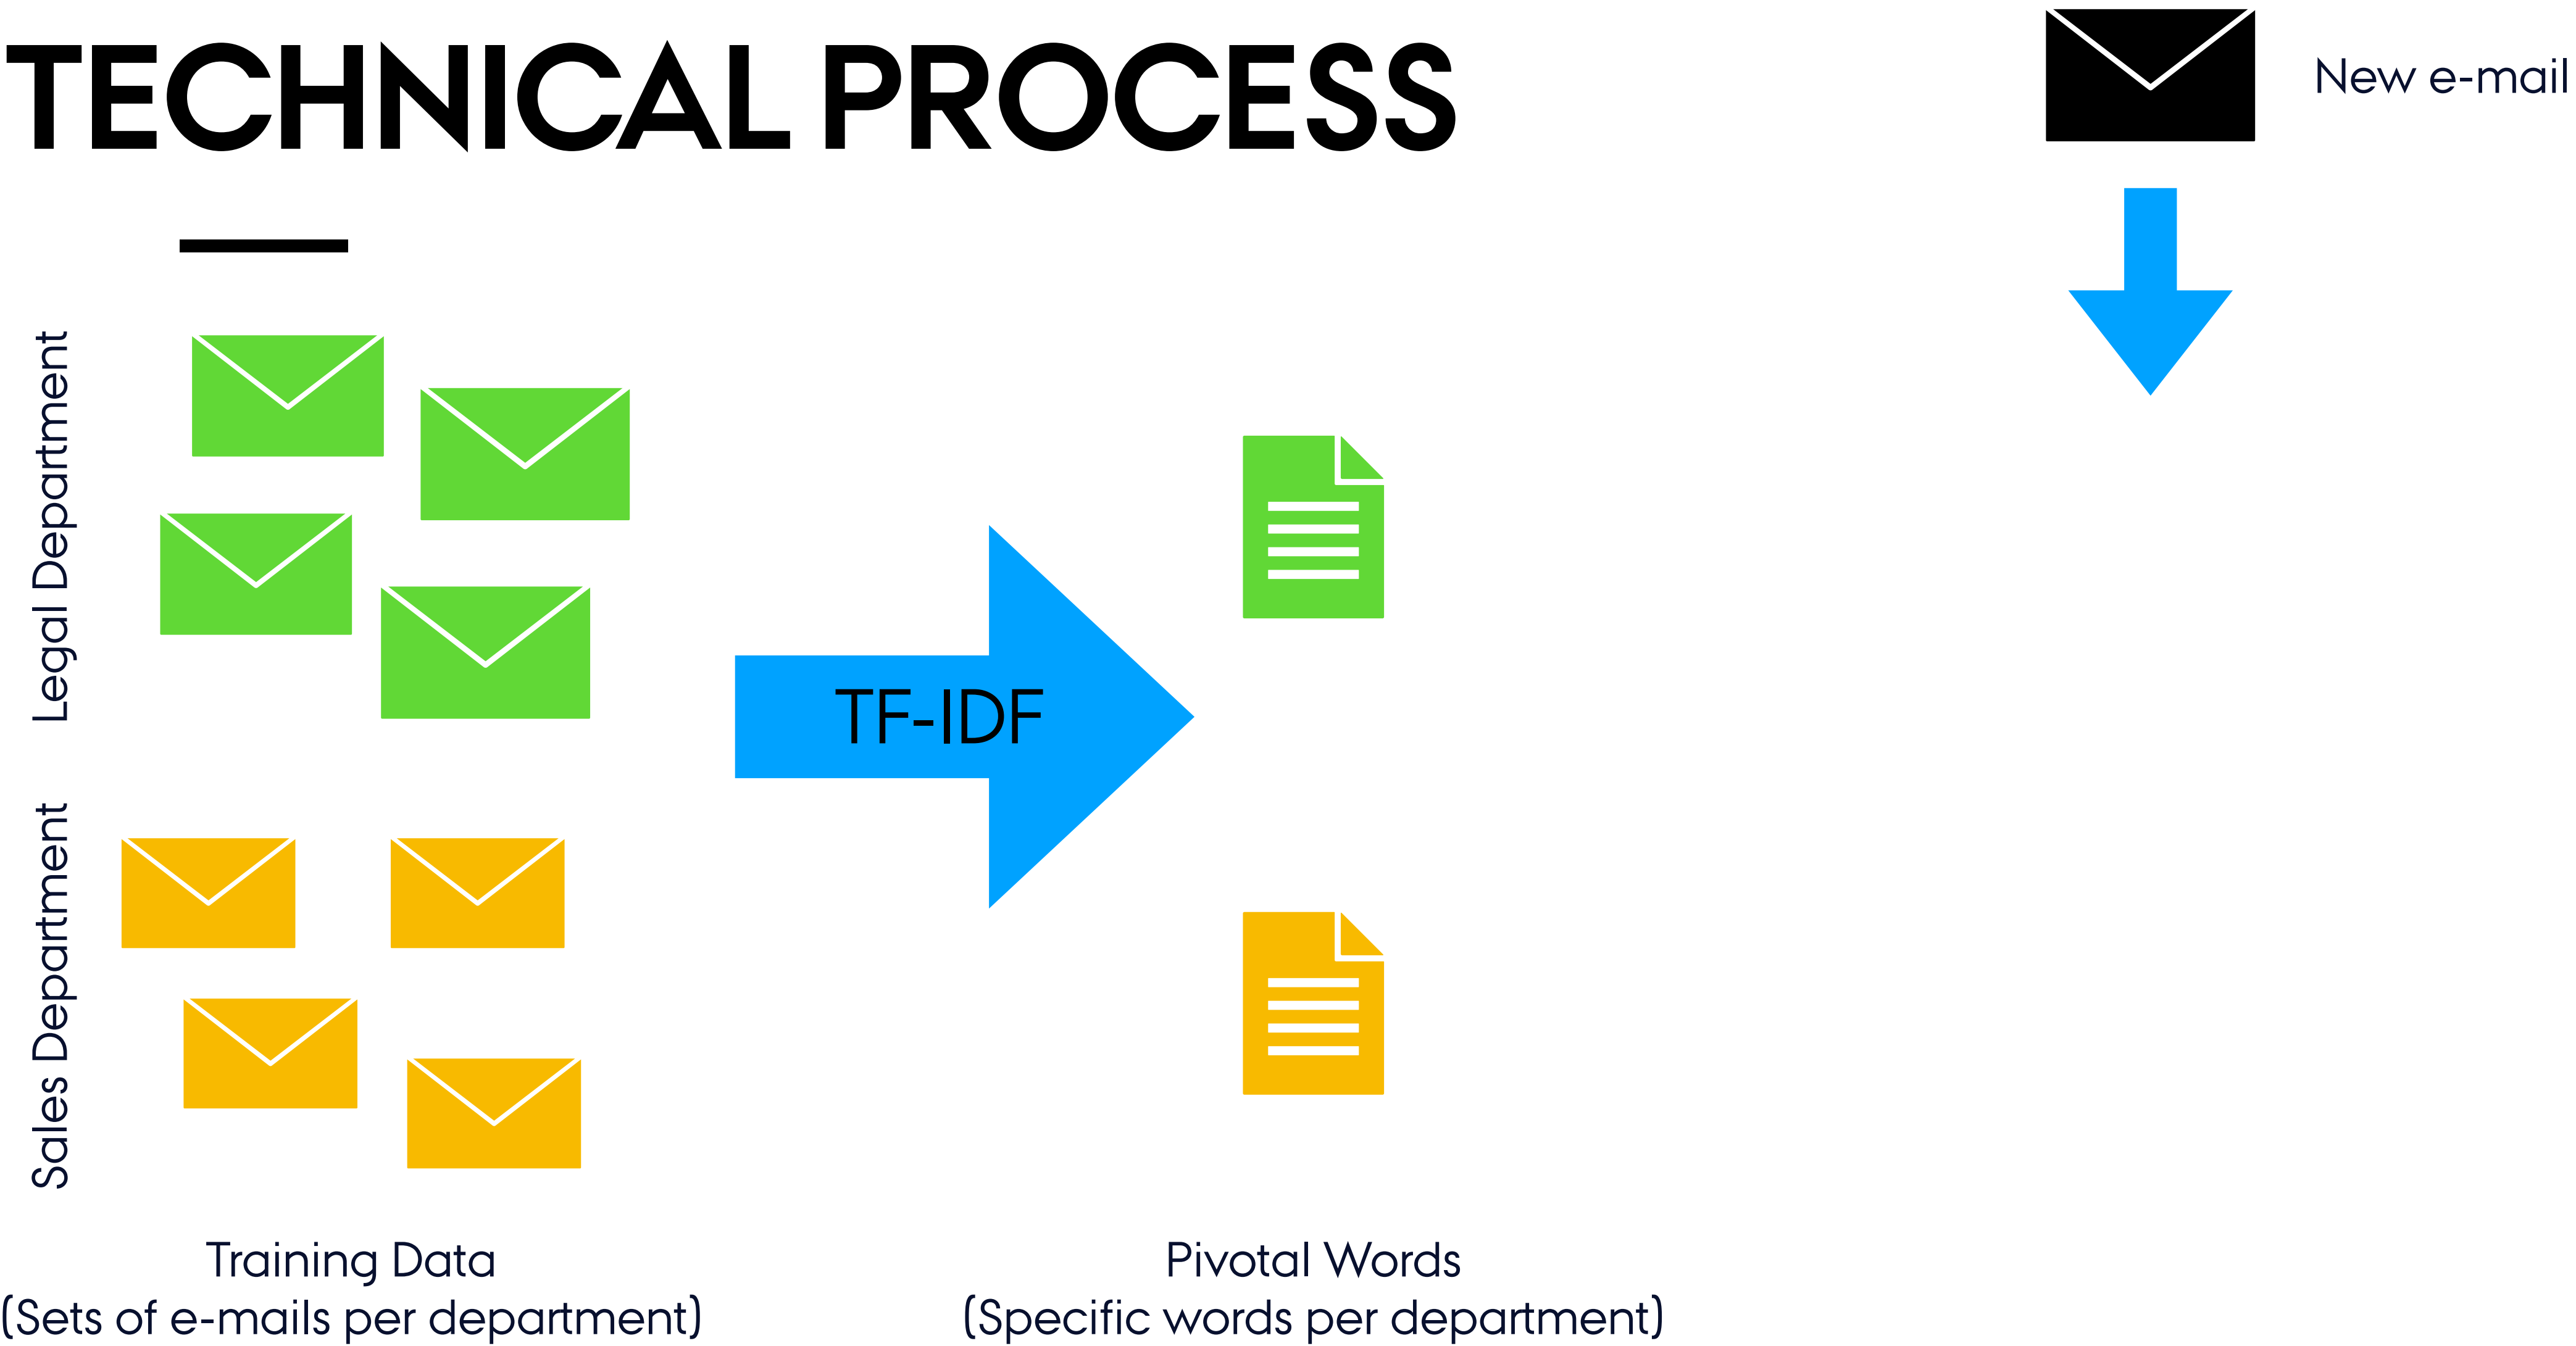 TECHNICAL PROCESS
New e-mail
Legal Department
TF-IDF
Sales Department
Training Data
(Sets of e-mails per department)
Pivotal Words
(Specific words per department)